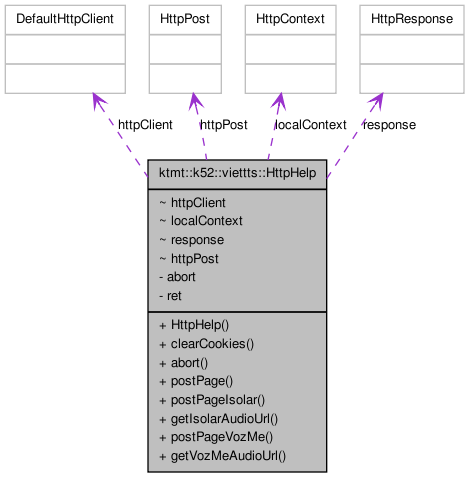 DefaultHttpClient
HttpPost
HttpContext
HttpResponse
httpClient
httpPost
localContext
response
ktmt::k52::viettts::HttpHelp
~ httpClient
~ localContext
~ response
~ httpPost
- abort
- ret
+ HttpHelp()
+ clearCookies()
+ abort()
+ postPage()
+ postPageIsolar()
+ getIsolarAudioUrl()
+ postPageVozMe()
+ getVozMeAudioUrl()